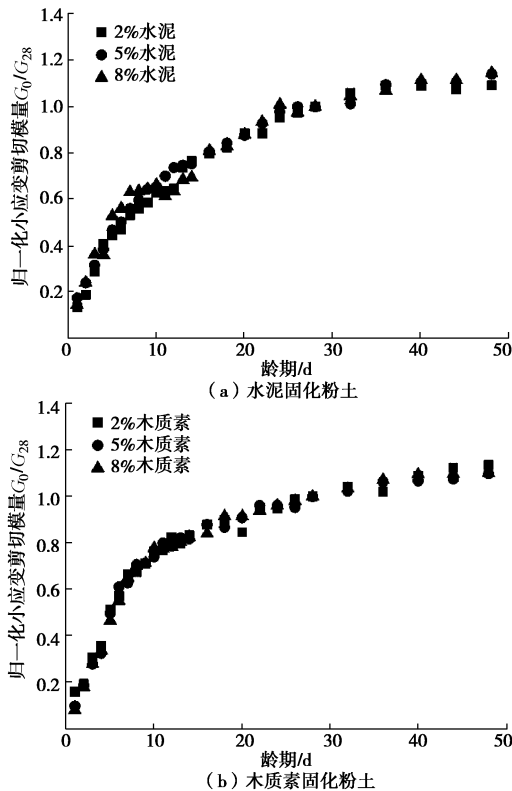 1.4
2%水泥
5%水泥
8%水泥
1.2
1.0
0.8
0.6
0.4
0.2
归一化小应变剪切模量G₀/G₂₈
0 10 20 30 40 50
龄期/d
(a)水泥固化粉土
1.4
2%木质素
5%木质素
8%木质素
1.2
1.0
0.8
0.6
0.4
0.2
归一化小应变剪切模量G₀/G₂₈
0 10 20 30 40 50
龄期/d
(b)木质素固化粉土